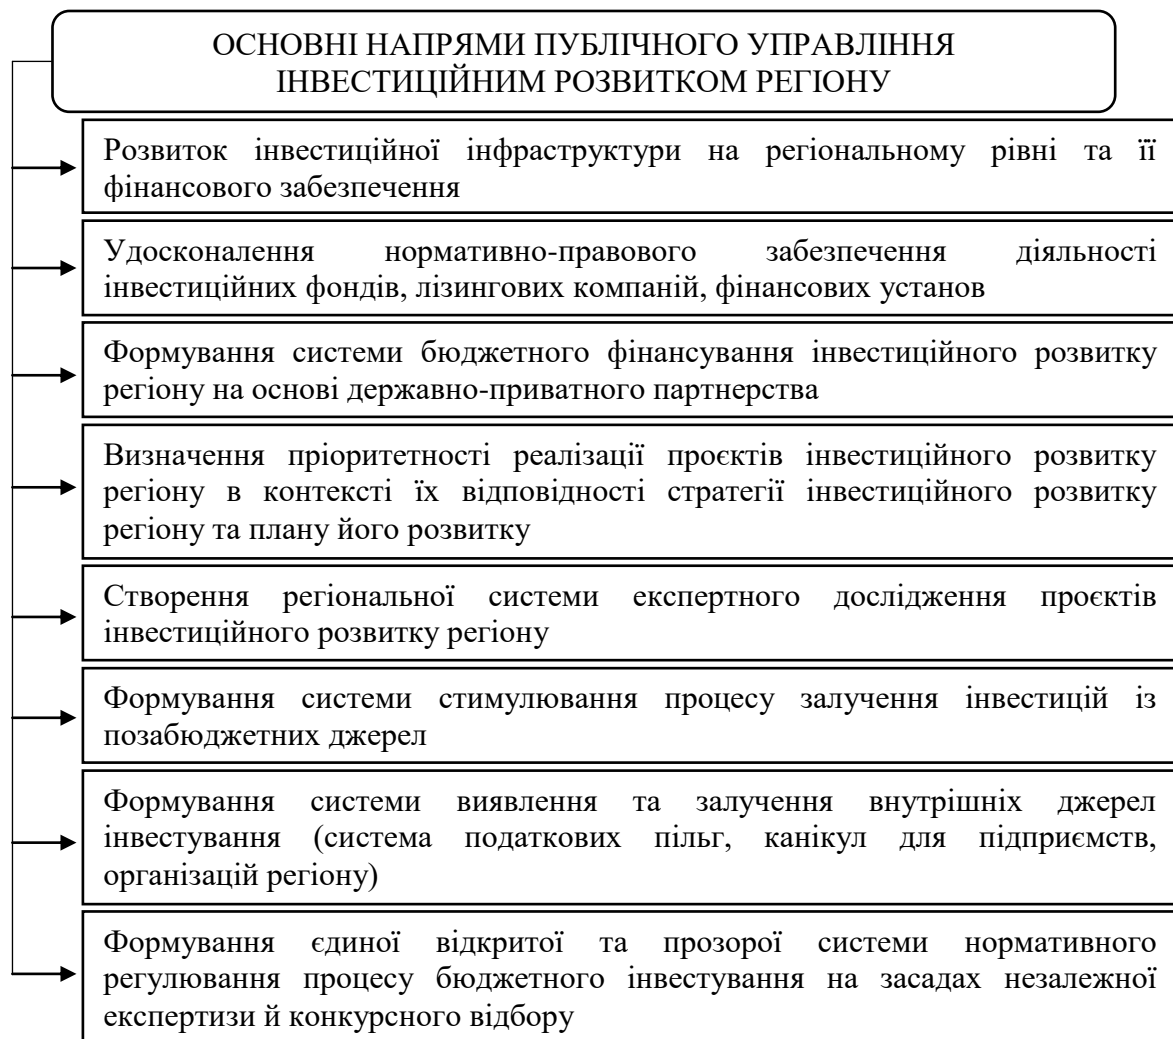 ОСНОВНІ НАПРЯМИ ПУБЛІЧНОГО УПРАВЛІННЯ
ІНВЕСТИЦІЙНИМ РОЗВИТКОМ РЕГІОНУ
Розвиток інвестиційної інфраструктури на регіональному рівні та її
фінансового забезпечення
Удосконалення нормативно-правового забезпечення діяльності
інвестиційних фондів, лізингових компаній, фінансових установ
Формування системи бюджетного фінансування інвестиційного розвитку
регіону на основі державно-приватного партнерства
Визначення пріоритетності реалізації проєктів інвестиційного розвитку
регіону в контексті їх відповідності стратегії інвестиційного розвитку
регіону та плану його розвитку
Створення регіональної системи експертного дослідження проєктів
інвестиційного розвитку регіону
Формування системи стимулювання процесу залучення інвестицій із
позабюджетних джерел
Формування системи виявлення та залучення внутрішніх джерел
інвестування (система податкових пільг, канікул для підприємств,
організацій регіону)
Формування єдиної відкритої та прозорої системи нормативного
регулювання процесу бюджетного інвестування на засадах незалежної
експертизи й конкурсного відбору